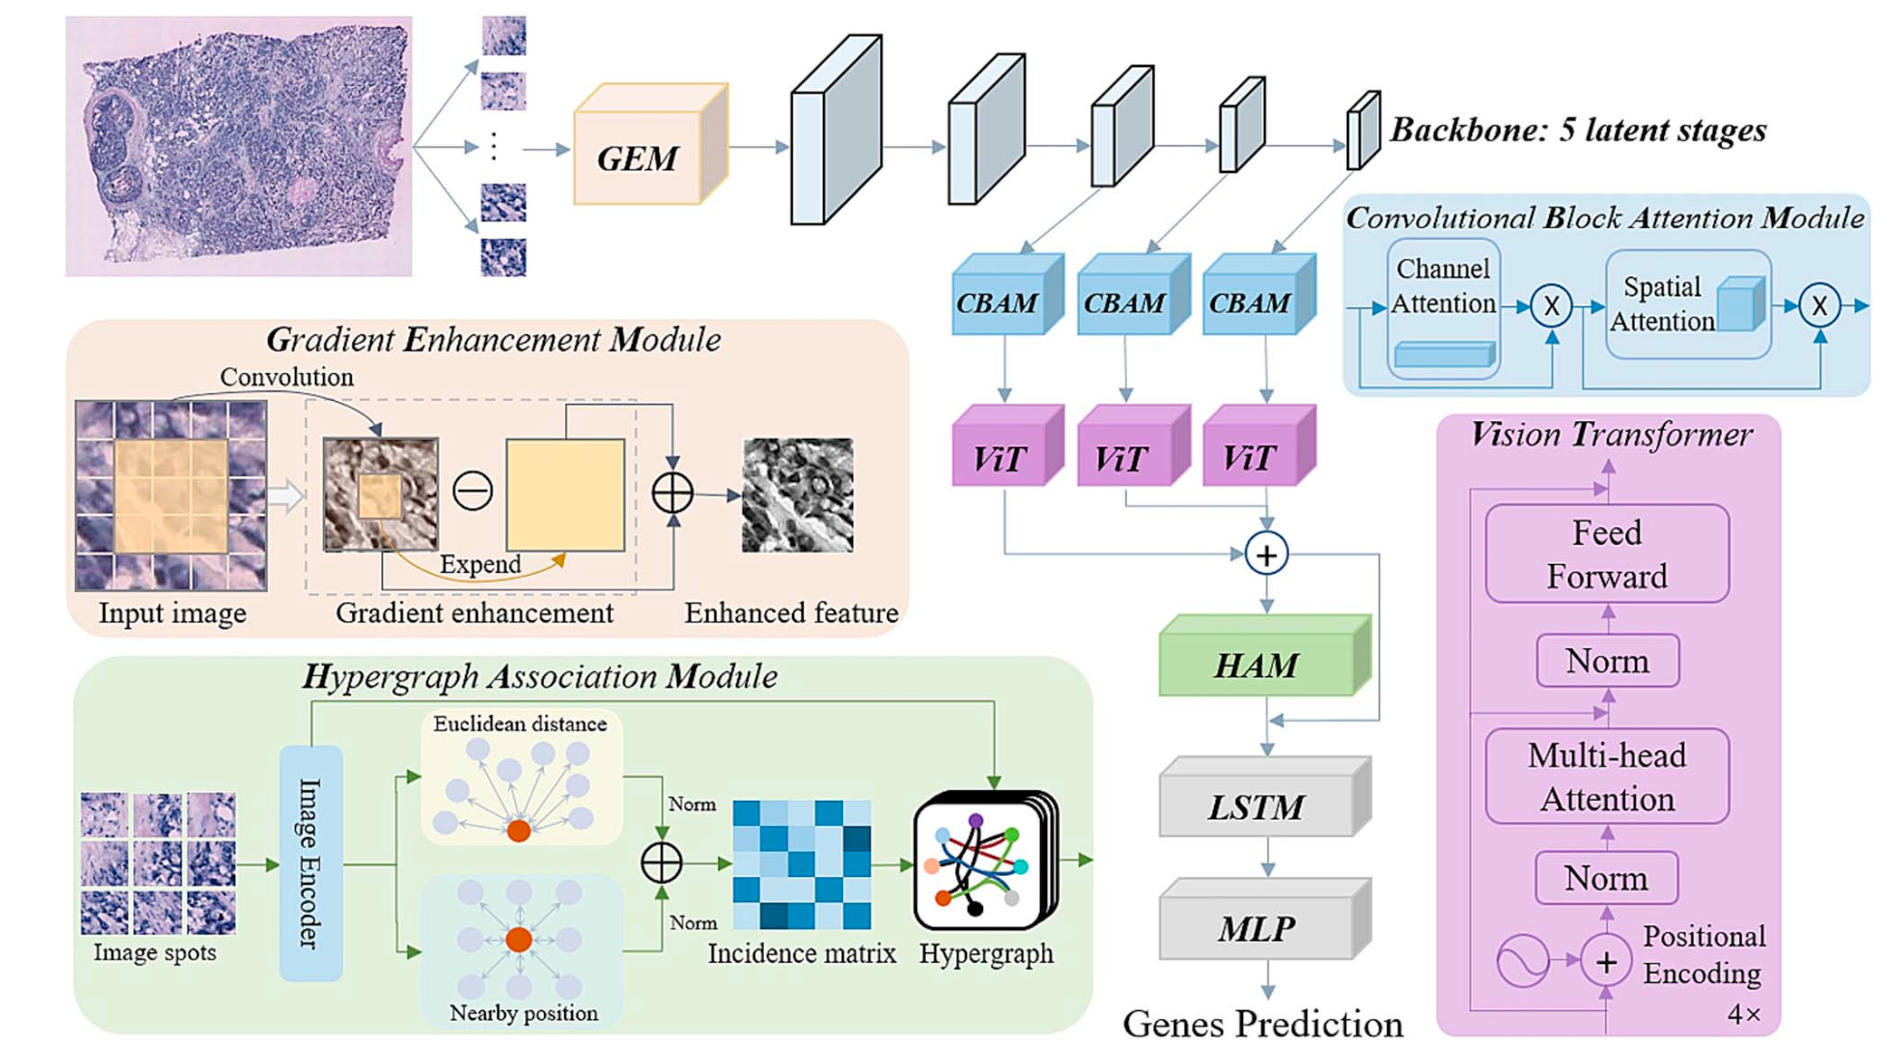 GEM
Backbone: 5 latent stages
CBAM
CBAM
CBAM
ViT
ViT
ViT
+
HAM
LSTM
MLP
Genes Prediction
Gradient Enhancement Module
Convolution
Expend
Input image
Gradient enhancement
Enhanced feature
Hypergraph Association Module
Image spots
Image Encoder
Euclidean distance
Nearby position
Norm
Norm
Incidence matrix
Hypergraph
Convolutional Block Attention Module
Channel
Attention
X
Spatial
Attention
X
Vision Transformer
Feed
Forward
Norm
Multi-head
Attention
Norm
+
Positional
Encoding
4×